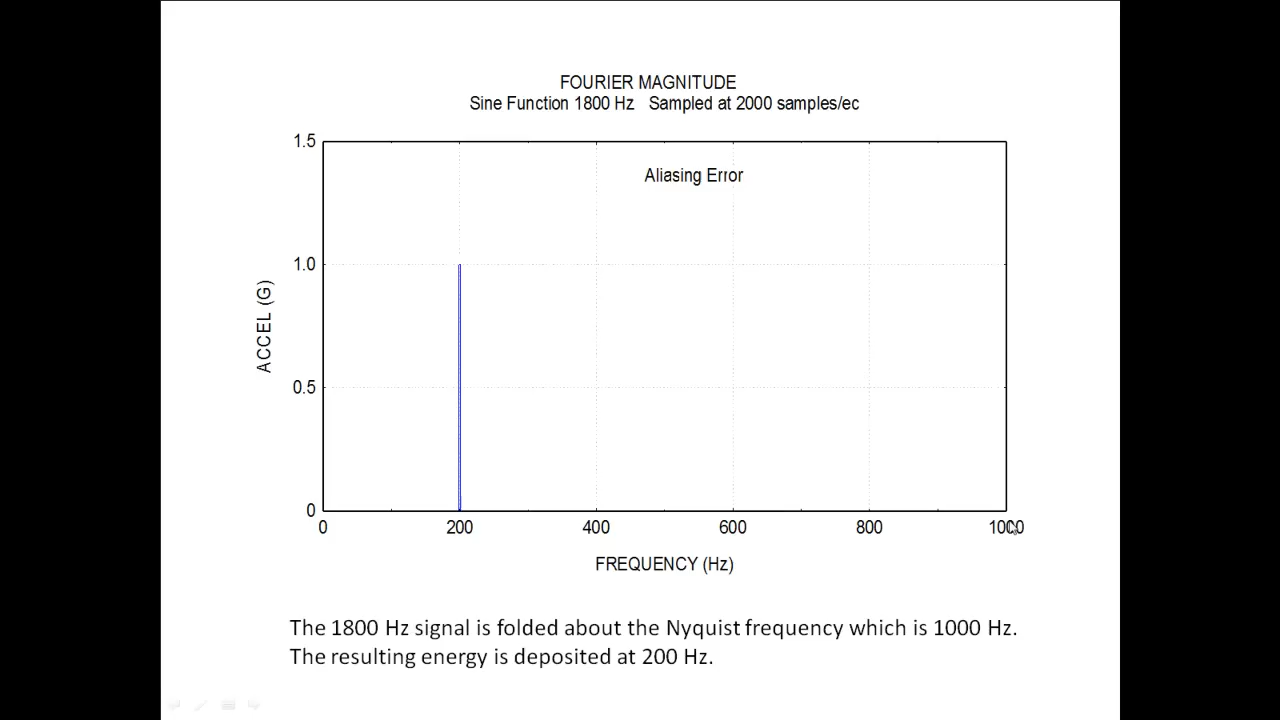 FOURIER MAGNITUDE
Sine Function 1800 Hz Sampled at 2000 samples/ec
1.5
Aliasing Error
1.0
ACCEL (G)
0.5
0
0 200 400 600 800 1000
FREQUENCY (Hz)
The 1800 Hz signal is folded about the Nyquist frequency which is 1000 Hz.
The resulting energy is deposited at 200 Hz.